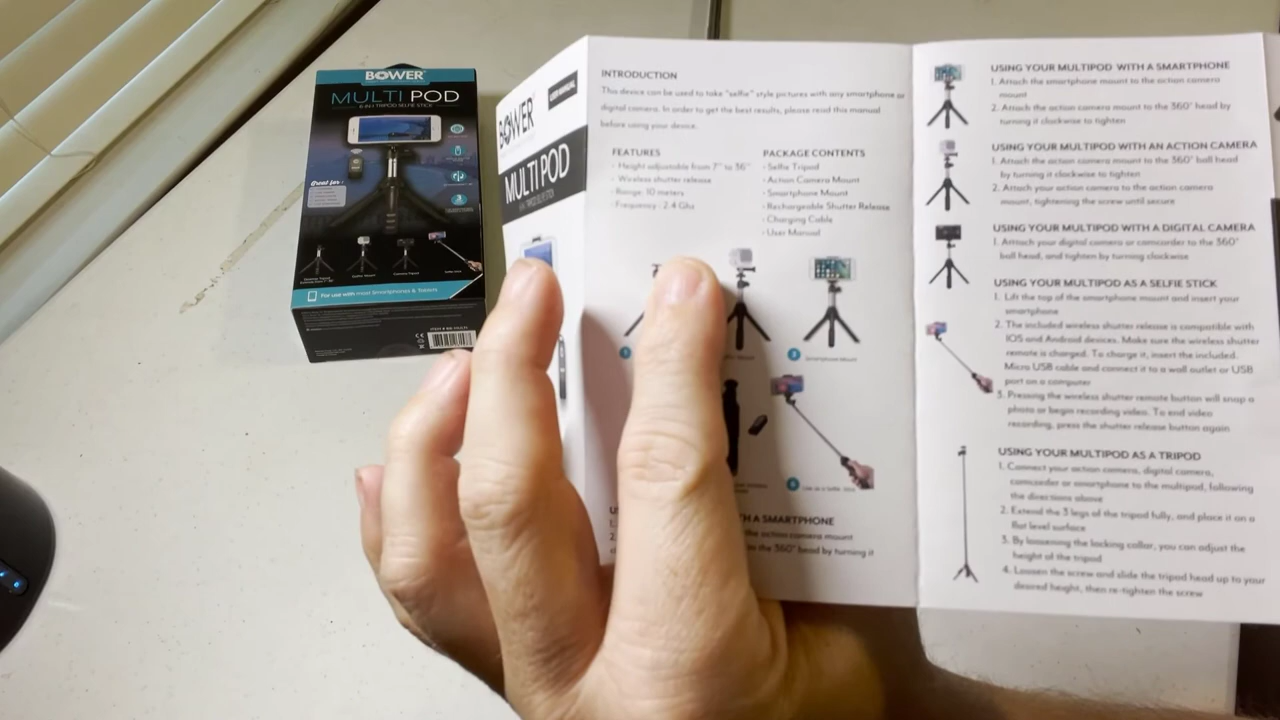 BOWER
MULTI POD
6-IN-1 TRIPOD SELFIE STICK
Great for:
For use with most Smartphones & Tablets
BOWER
USER MANUAL
MULTI POD
INTRODUCTION
This device can be used to take "selfie" style pictures with any smartphone or
digital camera. In order to get the best results, please read this manual
before using your device.
FEATURES
· Height adjustable from 7" to 36"
· Wireless shutter release
· Range: 10 meters
· Frequency : 2.4 Ghz
PACKAGE CONTENTS
· Selfie Tripod
· Action Camera Mount
· Smartphone Mount
· Rechargeable Shutter Release
· Charging Cable
· User Manual
3 Smartphone Mount
6 Use as a Selfie Stick
H A SMARTPHONE
the action camera mount
to the 360° head by turning it
USING YOUR MULTIPOD WITH A SMARTPHONE
1. Attach the smartphone mount to the action camera
mount
2. Attach the action camera mount to the 360° head by
turning it clockwise to tighten
USING YOUR MULTIPOD WITH AN ACTION CAMERA
1. Attach the action camera mount to the 360° ball head
by turning it clockwise to tighten
2. Attach your action camera to the action camera
mount, tightening the screw until secure
USING YOUR MULTIPOD WITH A DIGITAL CAMERA
1. Attach your digital camera or camcorder to the 360°
ball head, and tighten by turning clockwise
USING YOUR MULTIPOD AS A SELFIE STICK
1. Lift the top of the smartphone mount and insert your
smartphone
2. The included wireless shutter release is compatible with
IOS and Android devices. Make sure the wireless shutter
remote is charged. To charge it, insert the included
Micro USB cable and connect it to a wall outlet or USB
port on a computer
3. Pressing the wireless shutter remote button will snap a
photo or begin recording video. To end video
recording, press the shutter release button again
USING YOUR MULTIPOD AS A TRIPOD
1. Connect your action camera, digital camera,
camcorder or smartphone to the multipod, following
the directions above
2. Extend the 3 legs of the tripod fully, and place it on a
flat level surface
3. By loosening the locking collar, you can adjust the
height of the tripod
4. Loosen the screw and slide the tripod head up to your
desired height, then re-tighten the screw